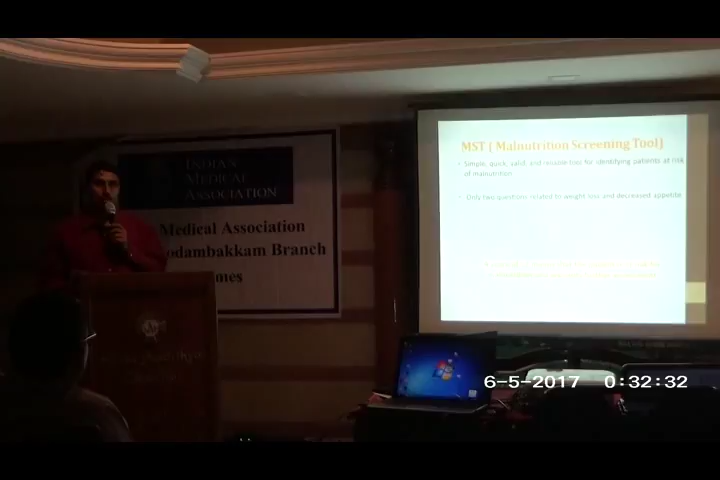 INDIAN
MEDICAL
ASSOCIATION
Medical Association
odambakkam Branch
mes
MST ( Malnutrition Screening Tool)
• Simple, quick, valid and reliable tool for identifying patients at risk
of malnutrition
• Only two questions related to weight loss and decreased appetite.
6-5-2017 0:32:32